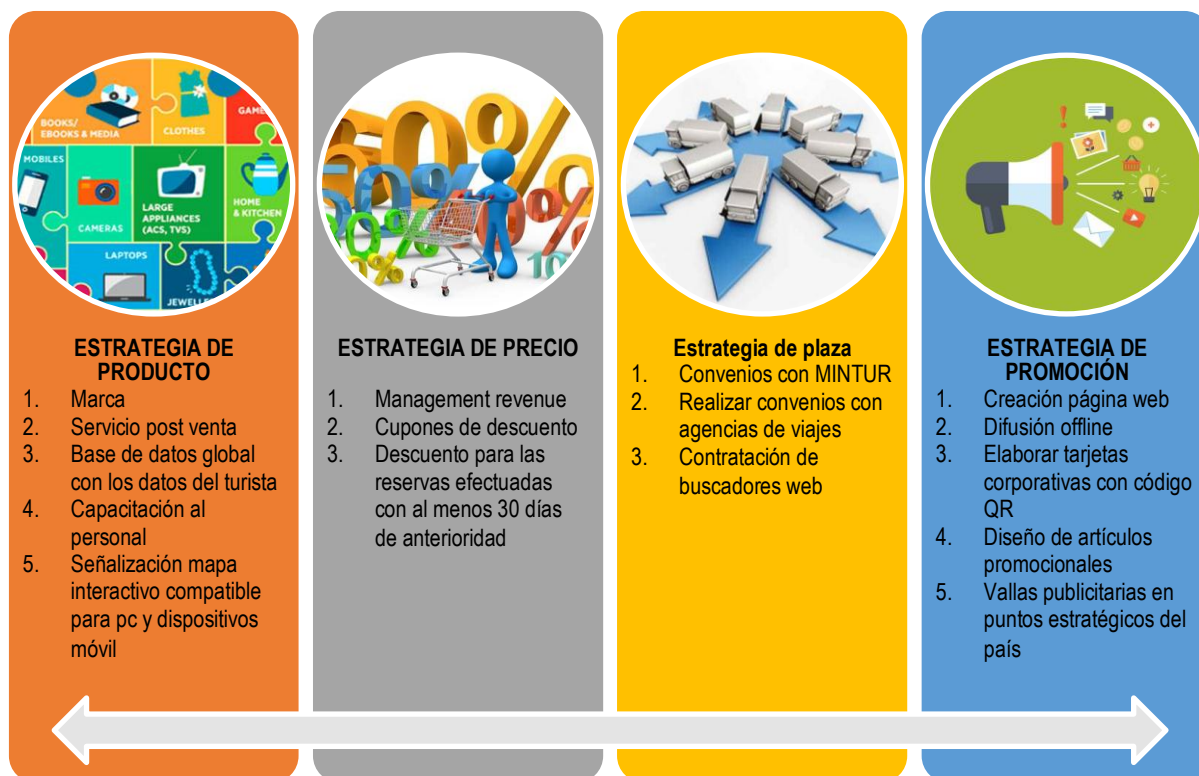 BOOKS/
EBOOKS & MEDIA
CLOTHES
MOBILES
CAMERAS
LARGE
APPLIANCES
(ACS, TVS)
HOME
& KITCHEN
LAPTOPS
ESTRATEGIA DE
PRODUCTO
1. Marca
2. Servicio post venta
3. Base de datos global
con los datos del turista
4. Capacitación al
personal
5. Señalización mapa
interactivo compatible
para pc y dispositivos
móvil
50%
50%
%
%
10
ESTRATEGIA DE PRECIO
1. Management revenue
2. Cupones de descuento
3. Descuento para las
reservas efectuadas
con al menos 30 días
de anterioridad
Estrategia de plaza
1. Convenios con MINTUR
2. Realizar convenios con
agencias de viajes
3. Contratación de
buscadores web
ESTRATEGIA DE
PROMOCIÓN
1. Creación página web
2. Difusión offline
3. Elaborar tarjetas
corporativas con código
QR
4. Diseño de artículos
promocionales
5. Vallas publicitarias en
puntos estratégicos del
país